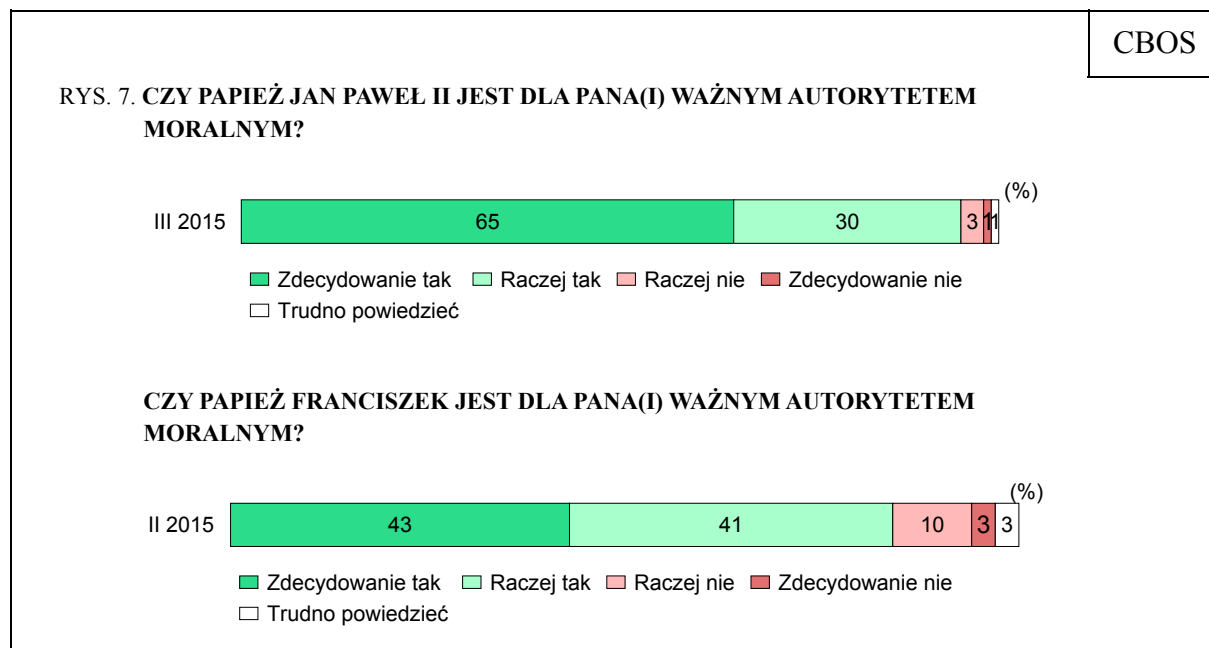 CBOS
RYS. 7. CZY PAPIEŻ JAN PAWEŁ II JEST DLA PANA(I) WAŻNYM AUTORYTETEM
MORALNYM?
(%)
III 2015 65 30 3 1 1
Zdecydowanie tak Raczej tak Raczej nie Zdecydowanie nie
Trudno powiedzieć
CZY PAPIEŻ FRANCISZEK JEST DLA PANA(I) WAŻNYM AUTORYTETEM
MORALNYM?
(%)
II 2015 43 41 10 3 3
Zdecydowanie tak Raczej tak Raczej nie Zdecydowanie nie
Trudno powiedzieć